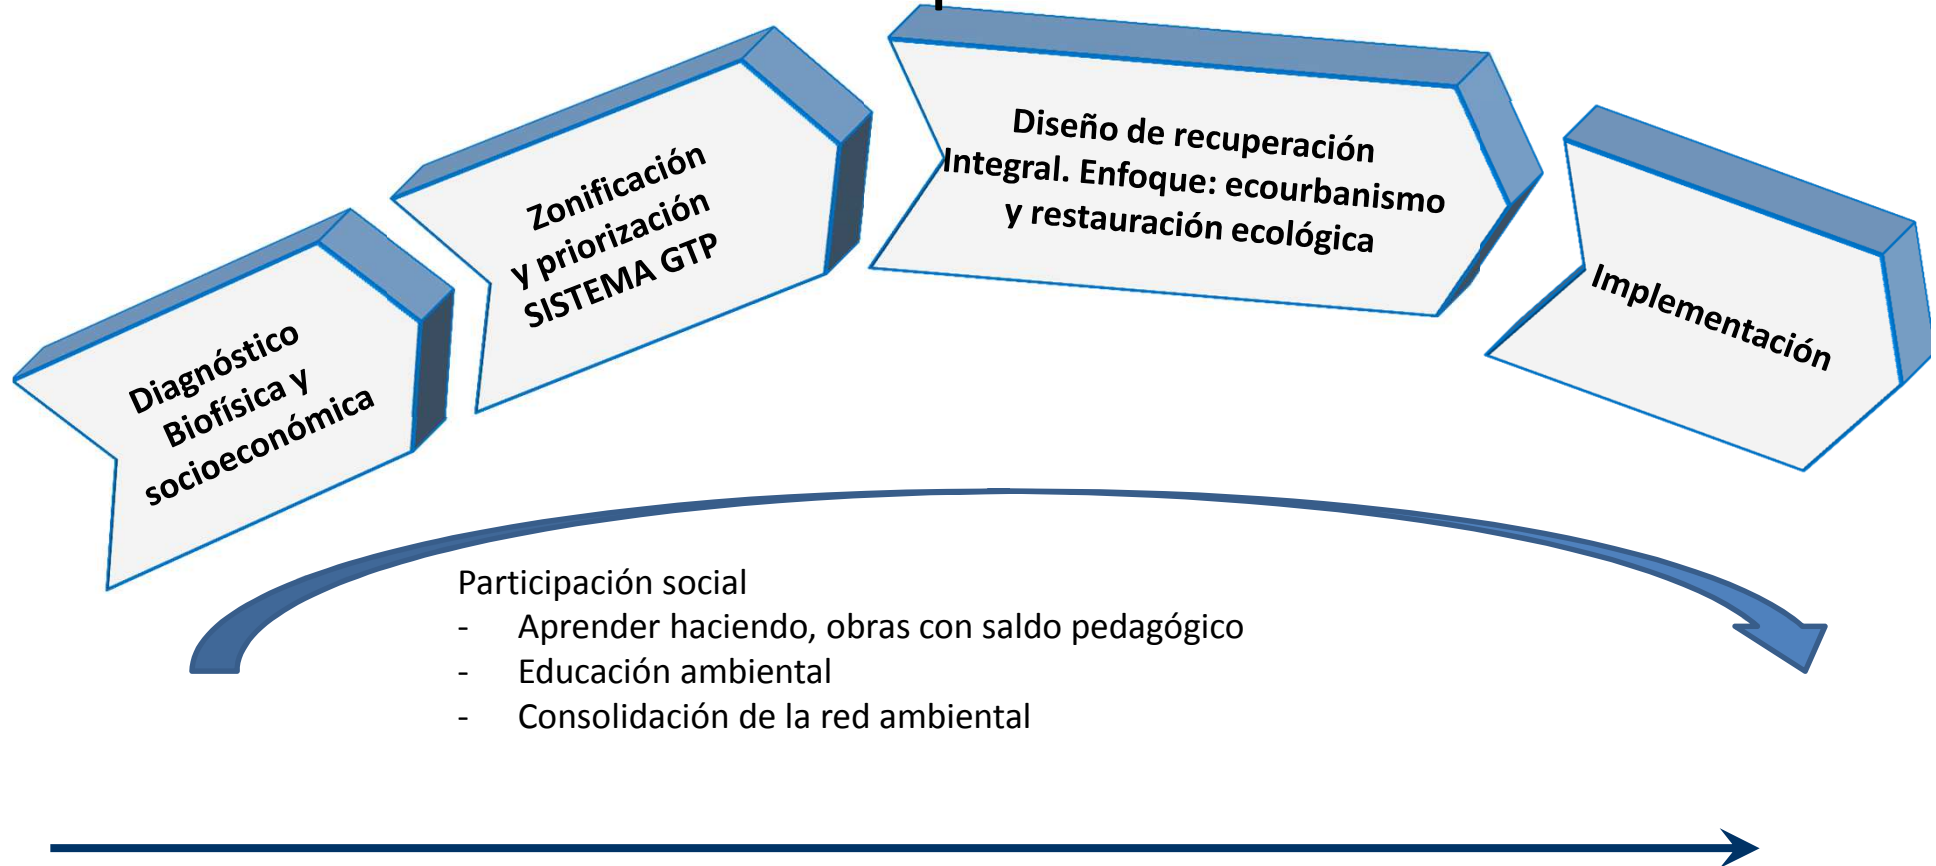 Diagnóstico
Biofísica y
socioeconómica
Zonificación
y priorización
SISTEMA GTP
Diseño de recuperación
Integral. Enfoque: ecourbanismo
y restauración ecológica
Implementación
Participación social
- Aprender haciendo, obras con saldo pedagógico
- Educación ambiental
- Consolidación de la red ambiental